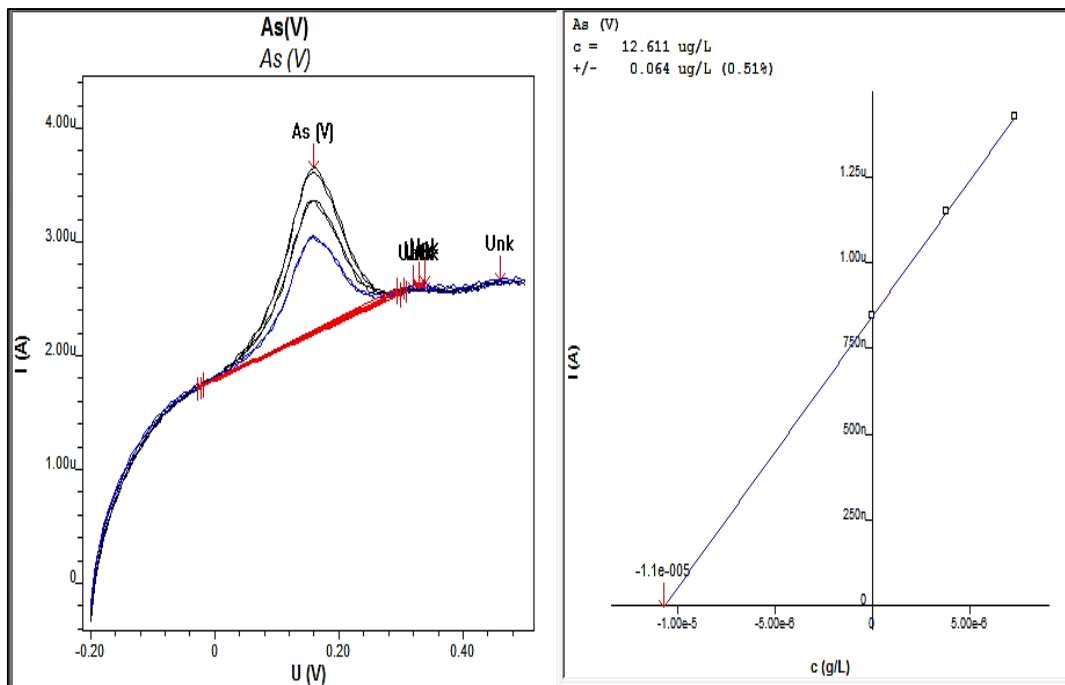 As(V)
As (V)
4.00u
3.00u
2.00u
1.00u
0
I (A)
As (V)
Unk
-0.20
0
0.20
0.40
U (V)
As (V)
c = 12.611 ug/L
+/- 0.064 ug/L (0.51%)
1.25u
1.00u
750n
500n
250n
0
I (A)
-1.1e-005
-1.00e-5
-5.00e-6
0
5.00e-6
c (g/L)